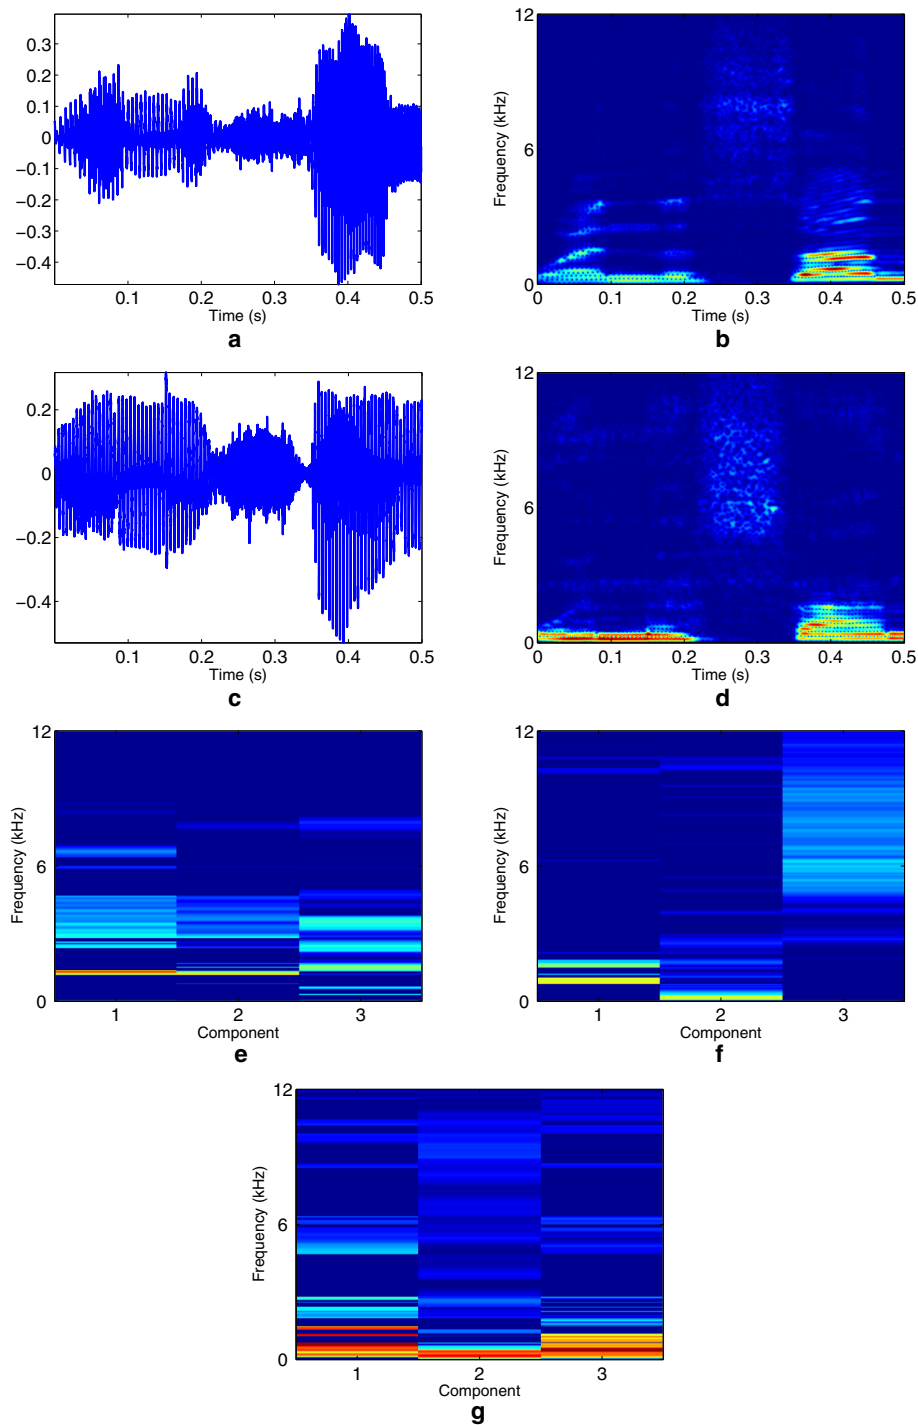 0.3
0.2
0.1
0
−0.1
−0.2
−0.3
−0.4
0.1 0.2 0.3 0.4 0.5
Time (s)
a
12
6
0
Frequency (kHz)
0 0.1 0.2 0.3 0.4 0.5
Time (s)
b
0.2
0
−0.2
−0.4
0.1 0.2 0.3 0.4 0.5
Time (s)
c
12
6
0
Frequency (kHz)
0 0.1 0.2 0.3 0.4 0.5
Time (s)
d
12
6
0
Frequency (kHz)
1 2 3
Component
e
12
6
0
Frequency (kHz)
1 2 3
Component
f
12
6
0
Frequency (kHz)
1 2 3
Component
g